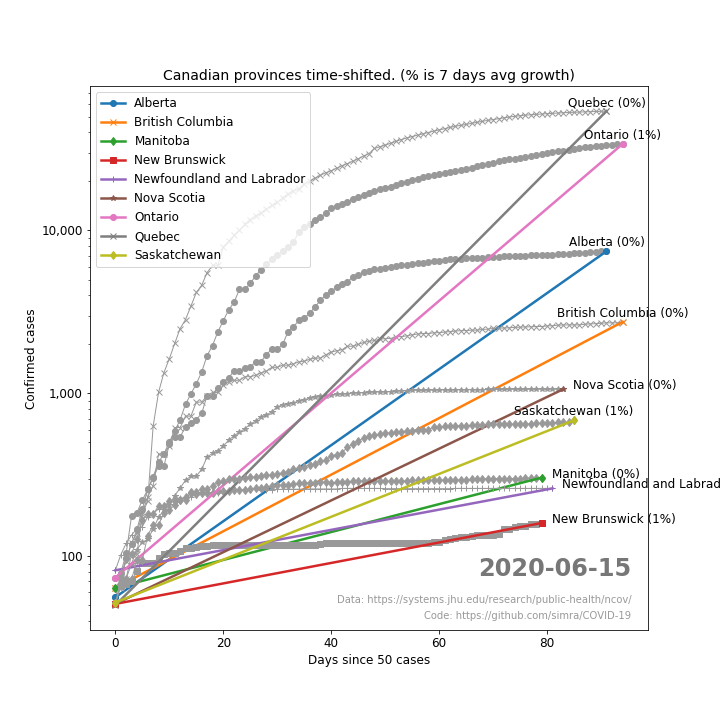 Canadian provinces time-shifted. (% is 7 days avg growth)
Alberta
British Columbia
Manitoba
New Brunswick
Newfoundland and Labrador
Nova Scotia
Ontario
Quebec
Saskatchewan
Quebec (0%)
Ontario (1%)
Alberta (0%)
British Columbia (0%)
Nova Scotia (0%)
Saskatchewan (1%)
Manitoba (0%)
Newfoundland and Labrad
New Brunswick (1%)
10,000
1,000
100
Confirmed cases
2020-06-15
Data: https://systems.jhu.edu/research/public-health/ncov/
Code: https://github.com/simra/COVID-19
0 20 40 60 80
Days since 50 cases